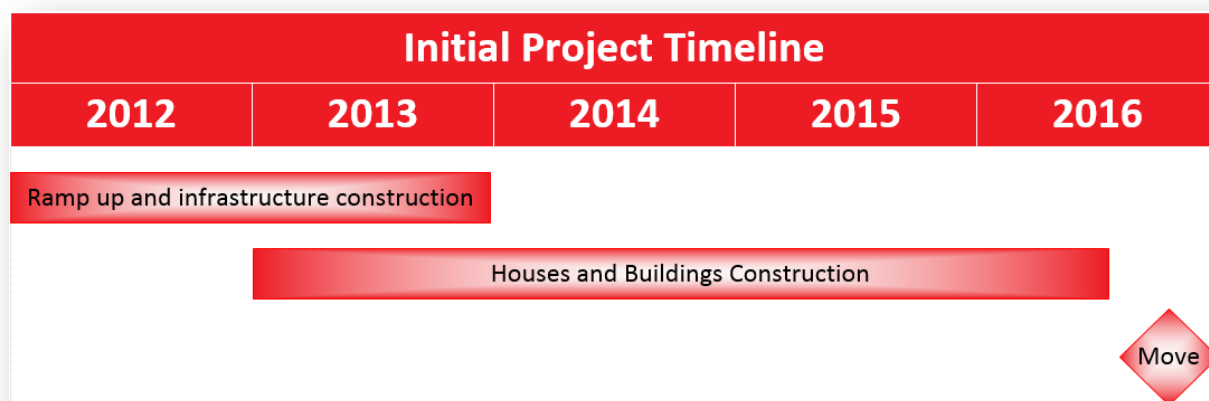 Initial Project Timeline
2012 2013 2014 2015 2016
Ramp up and infrastructure construction
Houses and Buildings Construction
Move